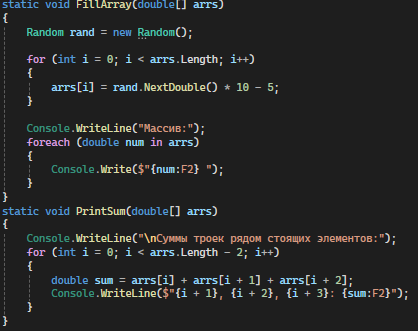 static void FillArray(double[] arrs)
{
Random rand = new Random();
for (int i = 0; i < arrs.Length; i++)
{
arrs[i] = rand.NextDouble() * 10 - 5;
}
Console.WriteLine("Массив:");
foreach (double num in arrs)
{
Console.Write($"{num:F2} ");
}
}
static void PrintSum(double[] arrs)
{
Console.WriteLine("\nСуммы троек рядом стоящих элементов:");
for (int i = 0; i < arrs.Length - 2; i++)
{
double sum = arrs[i] + arrs[i + 1] + arrs[i + 2];
Console.WriteLine($"{i + 1}, {i + 2}, {i + 3}: {sum:F2}");
}
}